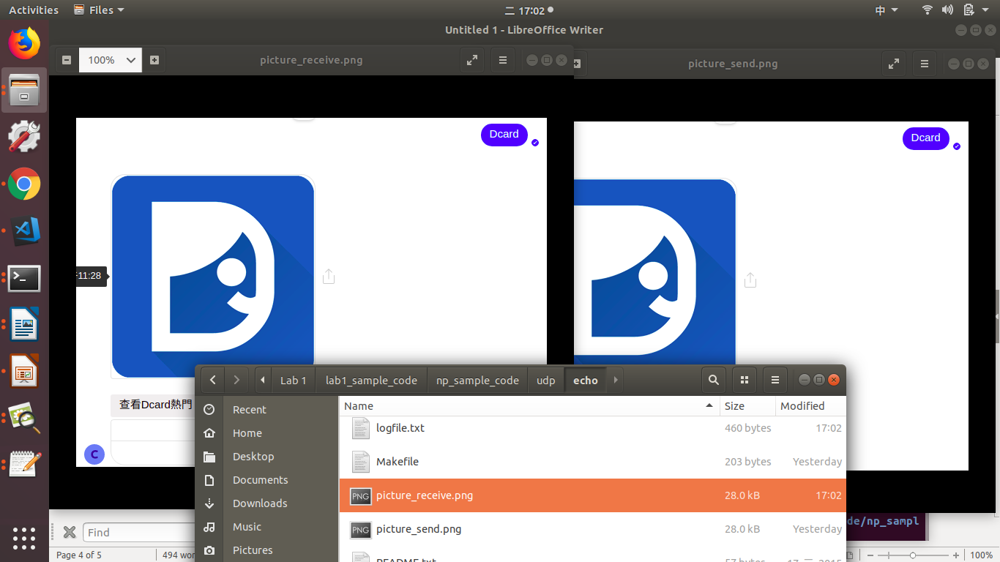 Activities Files 二 17:02 中
Untitled 1 - LibreOffice Writer
100% picture_receive.png
picture_send.png
Dcard
Dcard
11:28
查看Dcard熱門
C
Lab 1 lab1_sample_code np_sample_code udp echo
Recent
Home
Desktop
Documents
Downloads
Music
Pictures
Name Size Modified
logfile.txt 460 bytes 17:02
Makefile 203 bytes Yesterday
PNG picture_receive.png 28.0 kB 17:02
PNG picture_send.png 28.0 kB Yesterday
README.txt 57 bytes
de/np_sampl
Find
Page 4 of 5 494 wor
100%